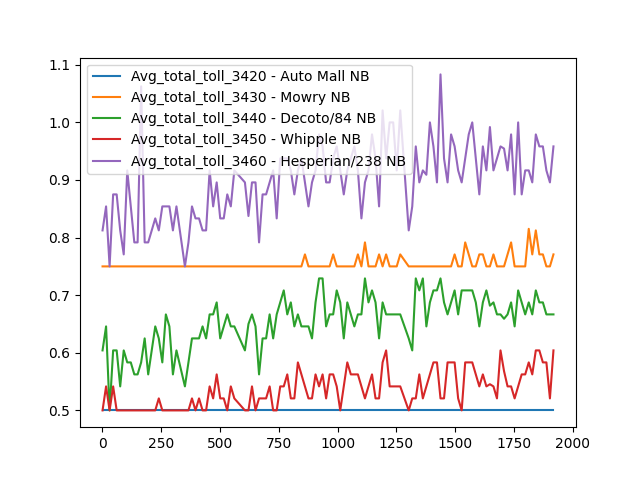 1.1
1.0
0.9
0.8
0.7
0.6
0.5
Avg_total_toll_3420 - Auto Mall NB
Avg_total_toll_3430 - Mowry NB
Avg_total_toll_3440 - Decoto/84 NB
Avg_total_toll_3450 - Whipple NB
Avg_total_toll_3460 - Hesperian/238 NB
0 250 500 750 1000 1250 1500 1750 2000